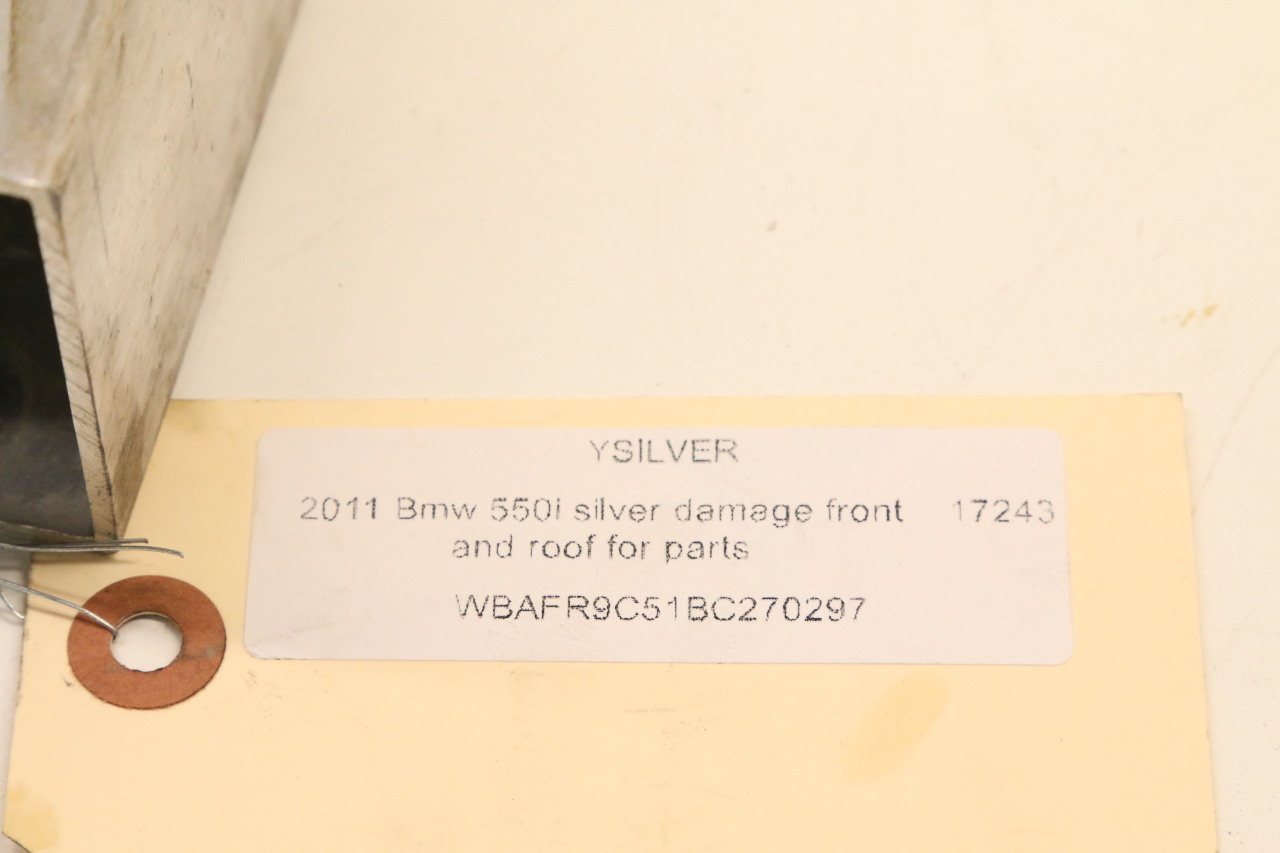 YSILVER
2011 Bmw 550i silver damage front 17243
and roof for parts
WBAFR9C51BC270297